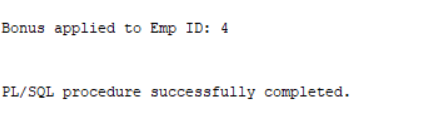 Bonus applied to Emp ID: 4
PL/SQL procedure successfully completed.